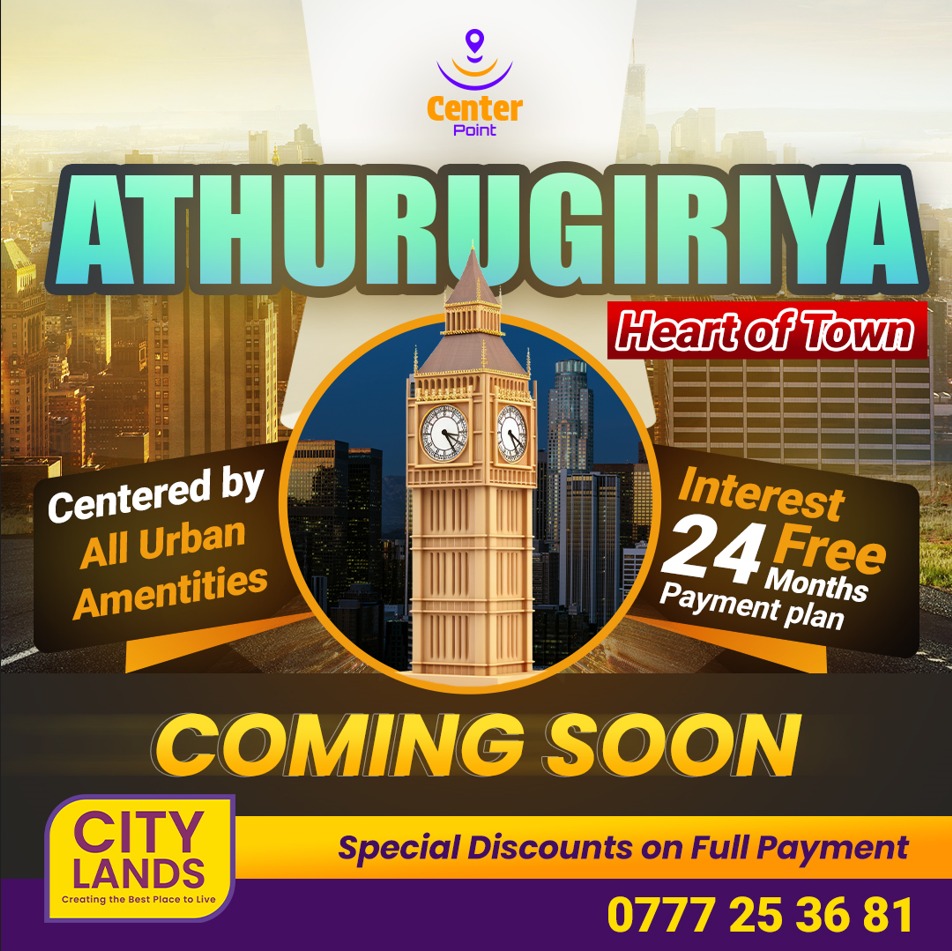 Center
Point
ATHURUGIRIYA
Heart of Town
Centered by
All Urban
Amentities
Interest
24 Free
Months
Payment plan
COMING SOON
CITY
LANDS
Creating the Best Place to Live
Special Discounts on Full Payment
0777 25 36 81